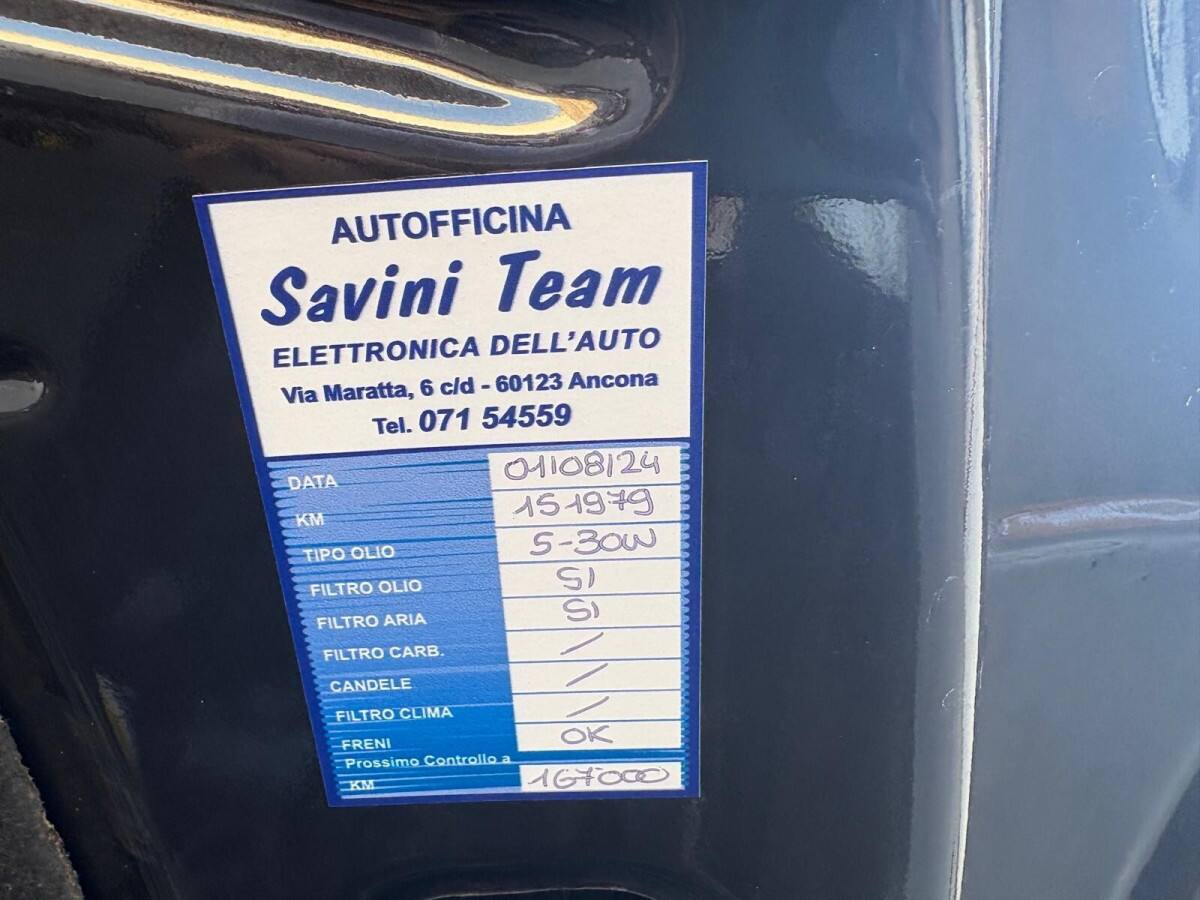 AUTOFFICINA
Savini Team
ELETTRONICA DELL'AUTO
Via Maratta, 6 c/d - 60123 Ancona
Tel. 071 54559
DATA 01/08/24
KM 151979
TIPO OLIO 5-30W
FILTRO OLIO SI
FILTRO ARIA SI
FILTRO CARB. /
CANDELE /
FILTRO CLIMA /
FRENI OK
Prossimo Controllo a
KM 167000